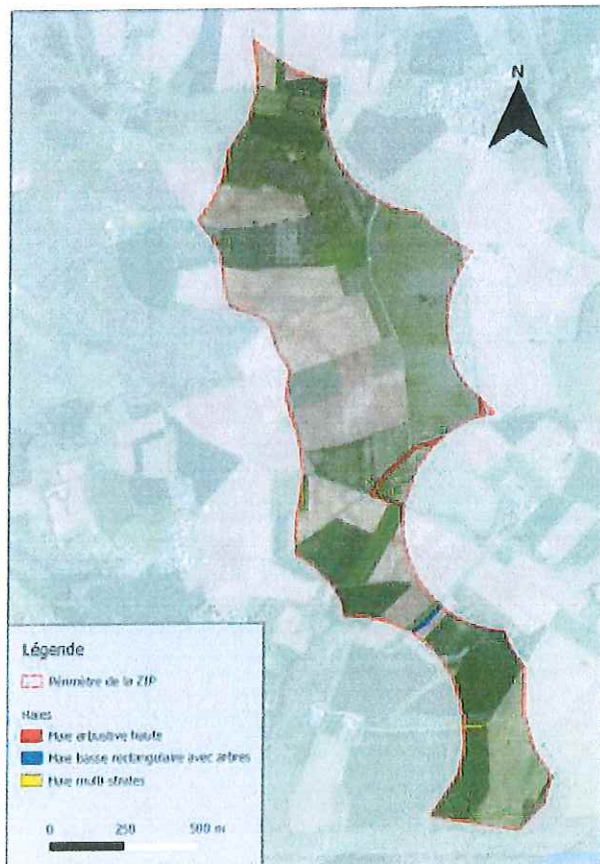 N
Légende
Périmètre de la ZIP
Haies
Haie arbustive haute
Haie basse rectangulaire avec arbres
Haie multi-strates
0 250 500 m